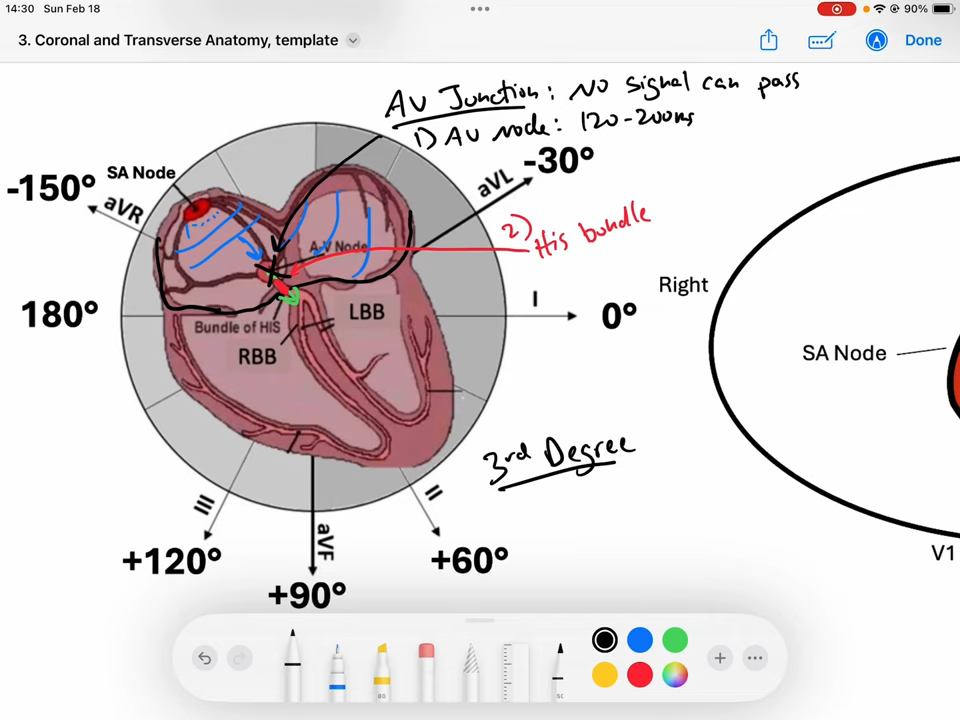 14:30 Sun Feb 18
90%
3. Coronal and Transverse Anatomy, template
Done
AV Junction: No signal can pass
1) AV node: 120-200ms
SA Node
-30°
aVL
-150°
aVR
2) His bundle
A-V Node
180°
I
0°
Right
Bundle of HIS
LBB
RBB
SA Node
3rd Degree
III
II
aVF
+120°
+60°
+90°
V1
80